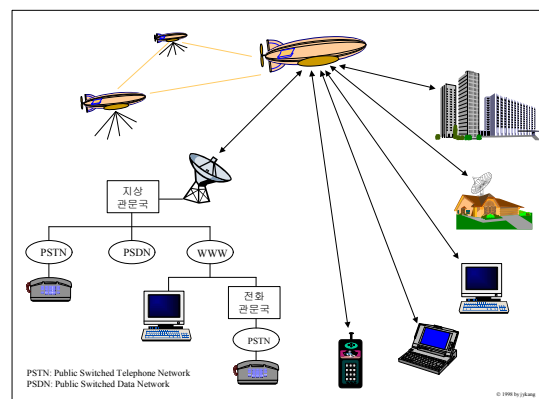 지상
관문국
PSTN
PSDN
WWW
전화
관문국
PSTN
PSTN: Public Switched Telephone Network
PSDN: Public Switched Data Network
© 1998 by jykang